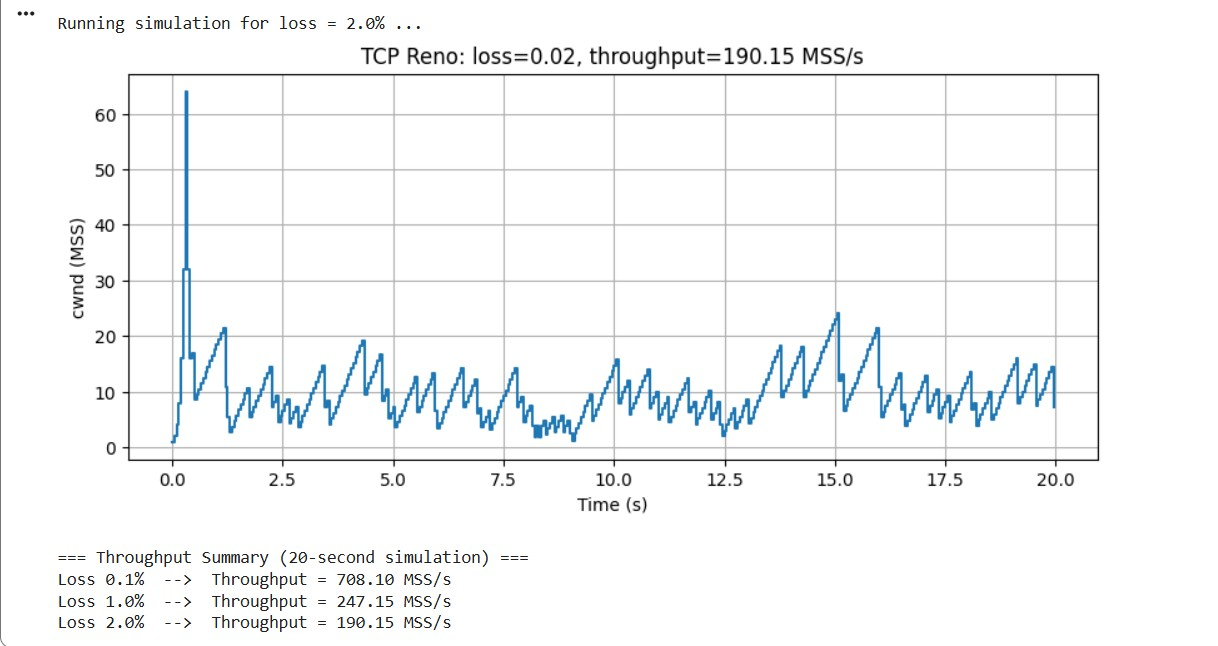 Running simulation for loss = 2.0% ...
TCP Reno: loss=0.02, throughput=190.15 MSS/s
60
50
40
30
20
10
0
cwnd (MSS)
0.0 2.5 5.0 7.5 10.0 12.5 15.0 17.5 20.0
Time (s)
=== Throughput Summary (20-second simulation) ===
Loss 0.1% --> Throughput = 708.10 MSS/s
Loss 1.0% --> Throughput = 247.15 MSS/s
Loss 2.0% --> Throughput = 190.15 MSS/s